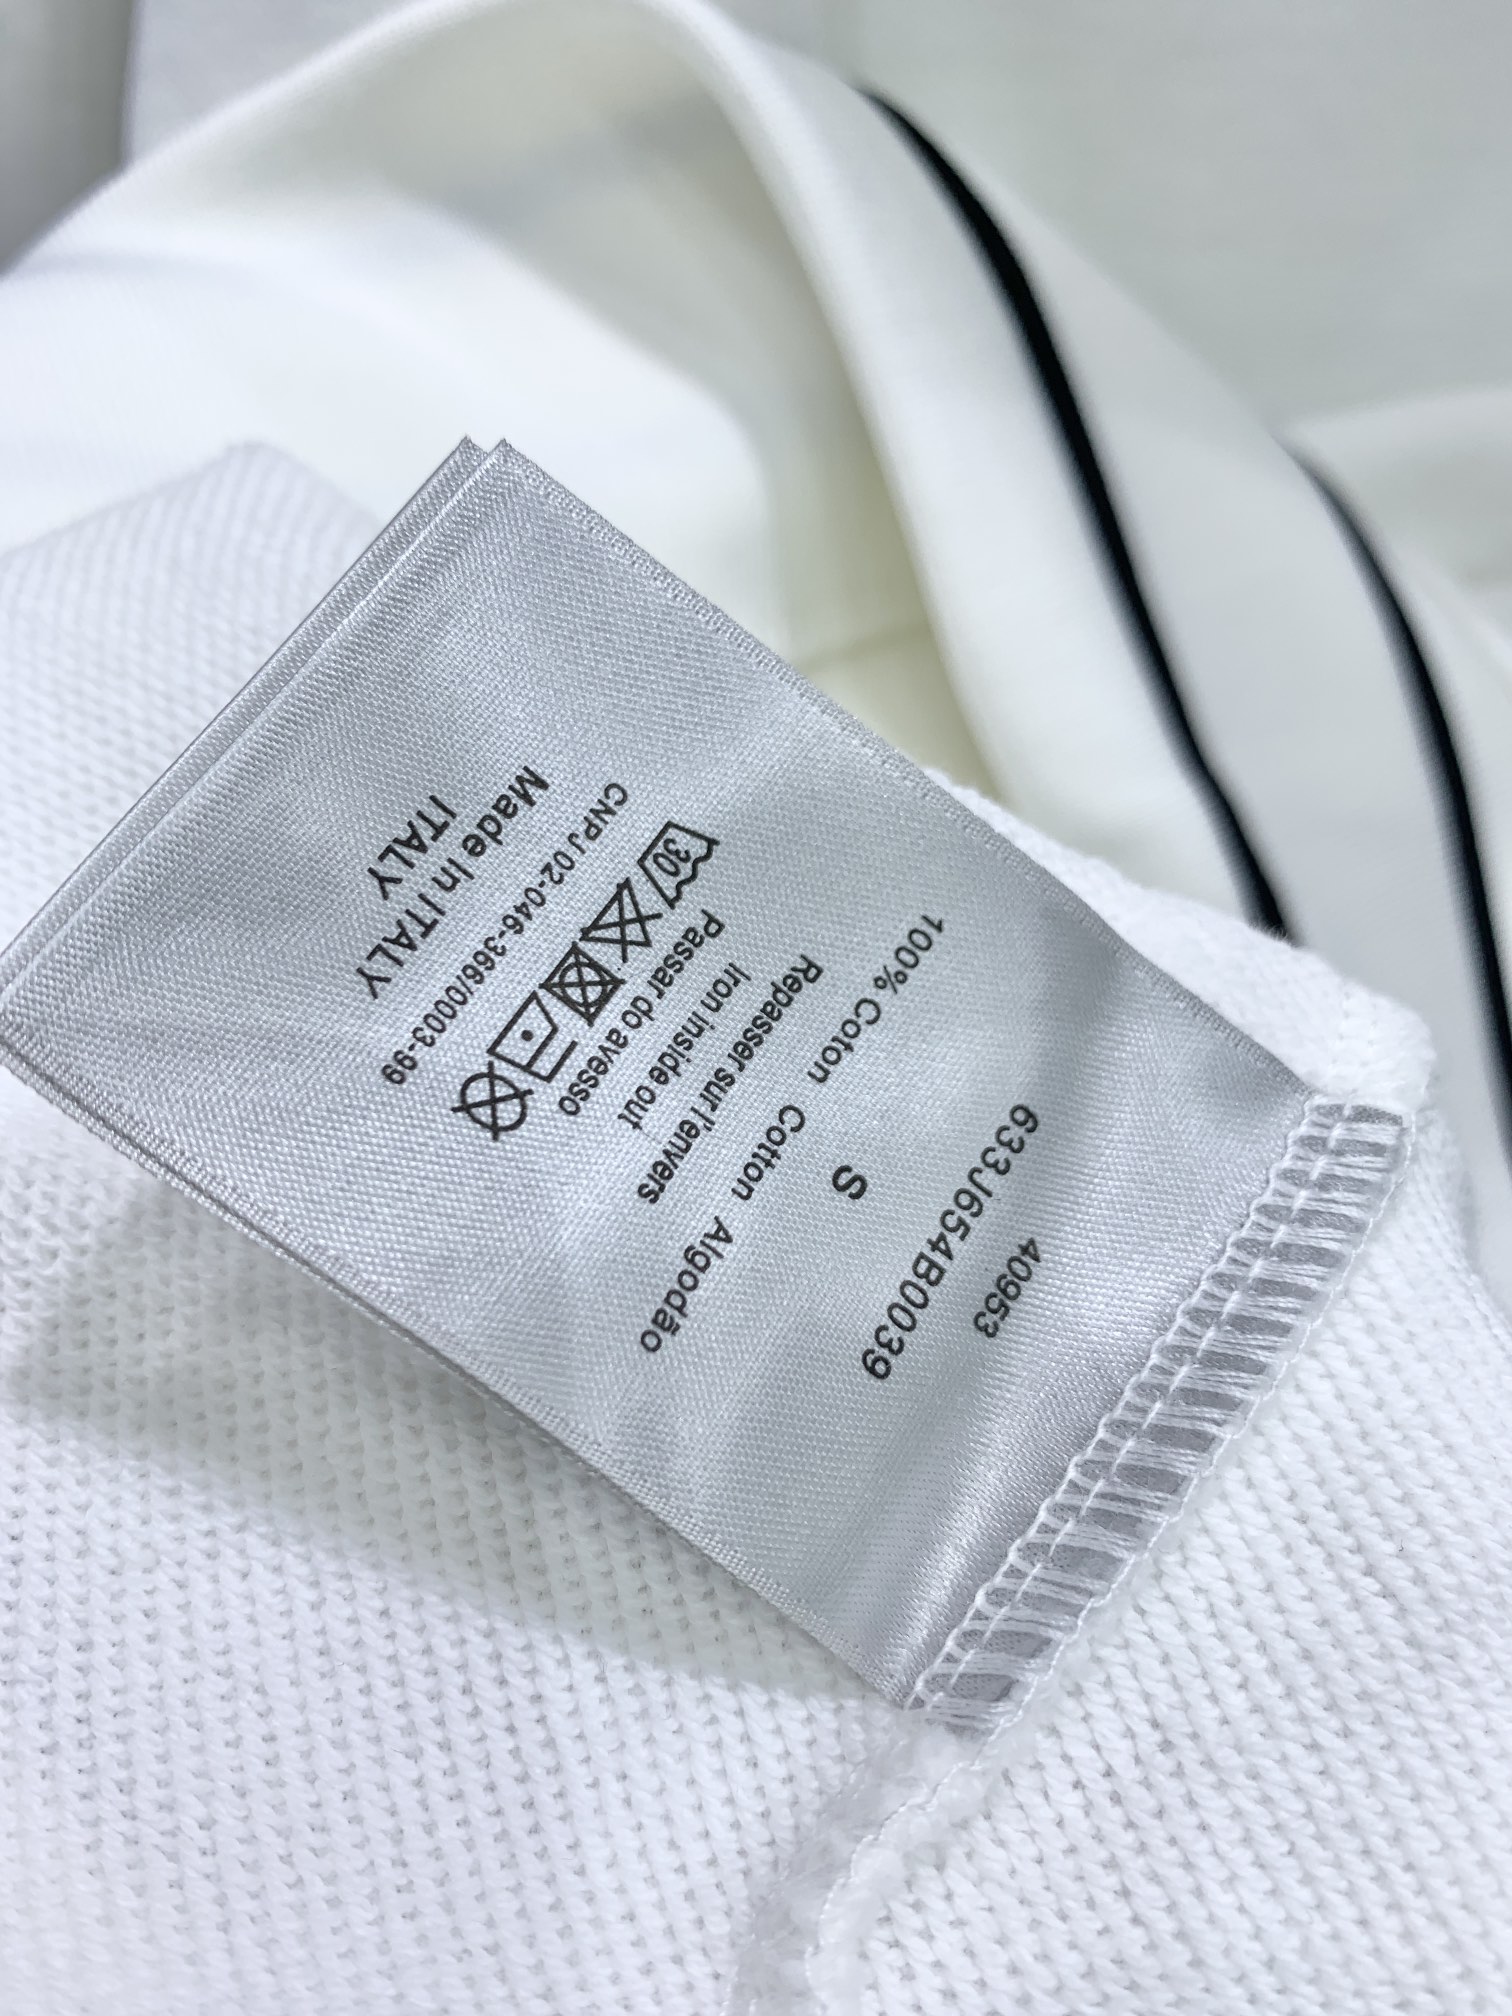 40953
633J654B0039
S
100% Coton Cotton Algodão
Repasser sur l'envers
Iron inside out
Passar do avesso
30
CNPJ 02-046-366/0003-99
Made In ITALY
ITALY